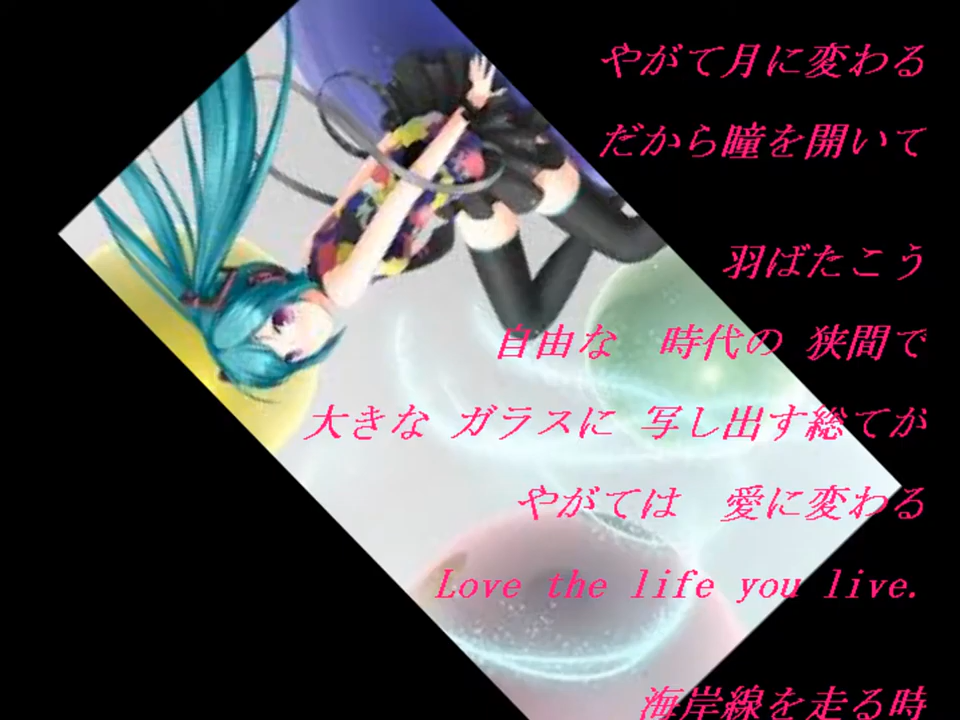 やがて月に変わる
だから瞳を開いて
羽ばたこう
自由な　時代の 狭間で
大きな ガラスに 写し出す総てが
やがては　愛に変わる
Love the life you live.
海岸線を走る時